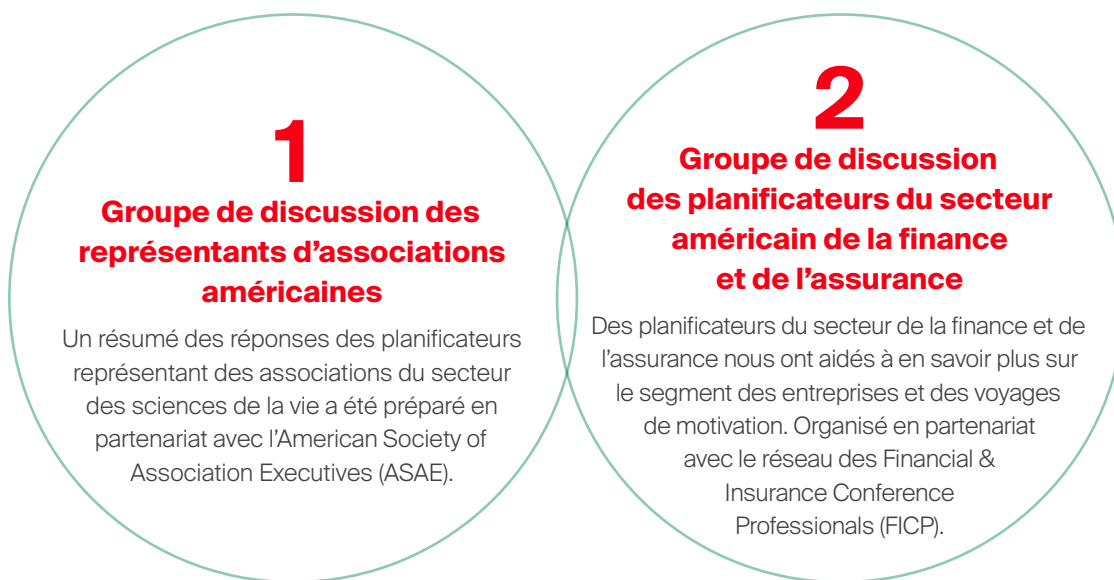 1
Groupe de discussion des
représentants d’associations
américaines
Un résumé des réponses des planificateurs
représentant des associations du secteur
des sciences de la vie a été préparé en
partenariat avec l’American Society of
Association Executives (ASAE).
2
Groupe de discussion
des planificateurs du secteur
américain de la finance
et de l’assurance
Des planificateurs du secteur de la finance et de
l’assurance nous ont aidés à en savoir plus sur
le segment des entreprises et des voyages
de motivation. Organisé en partenariat
avec le réseau des Financial &
Insurance Conference
Professionals (FICP).